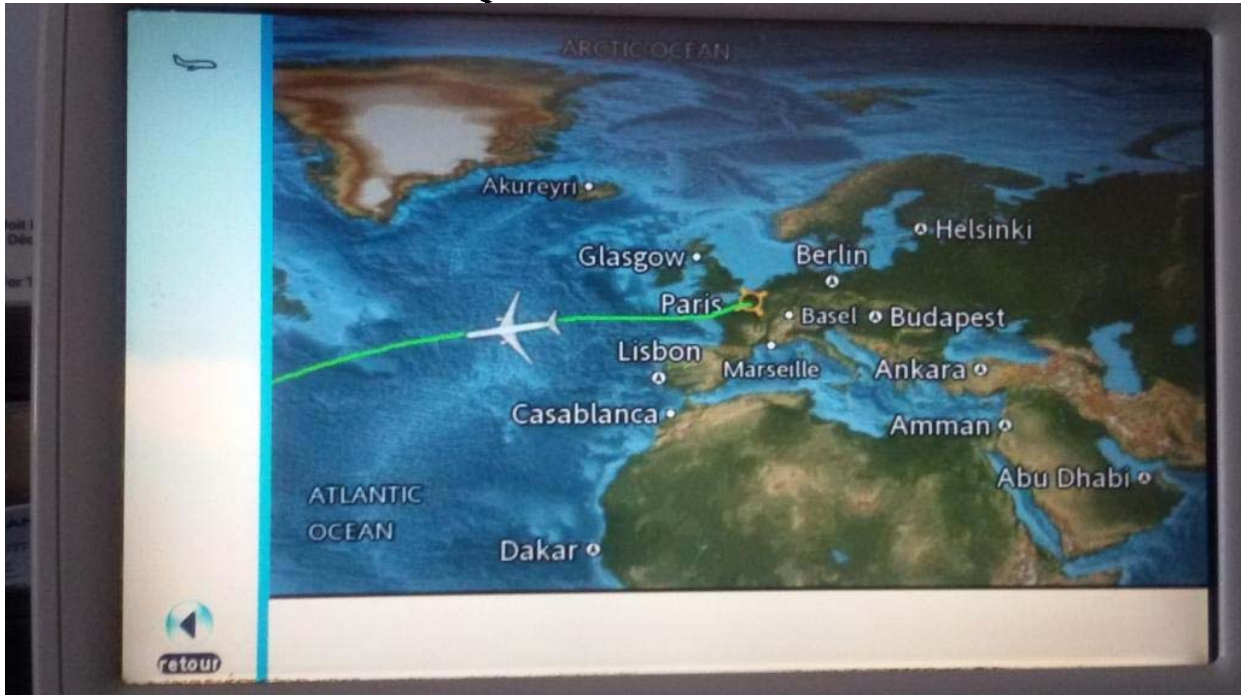 ARCTIC OCEAN
Akureyri
Helsinki
Glasgow
Berlin
Paris
Basel
Budapest
Lisbon
Marseille
Ankara
Casablanca
Amman
Abu Dhabi
ATLANTIC
OCEAN
Dakar
retour